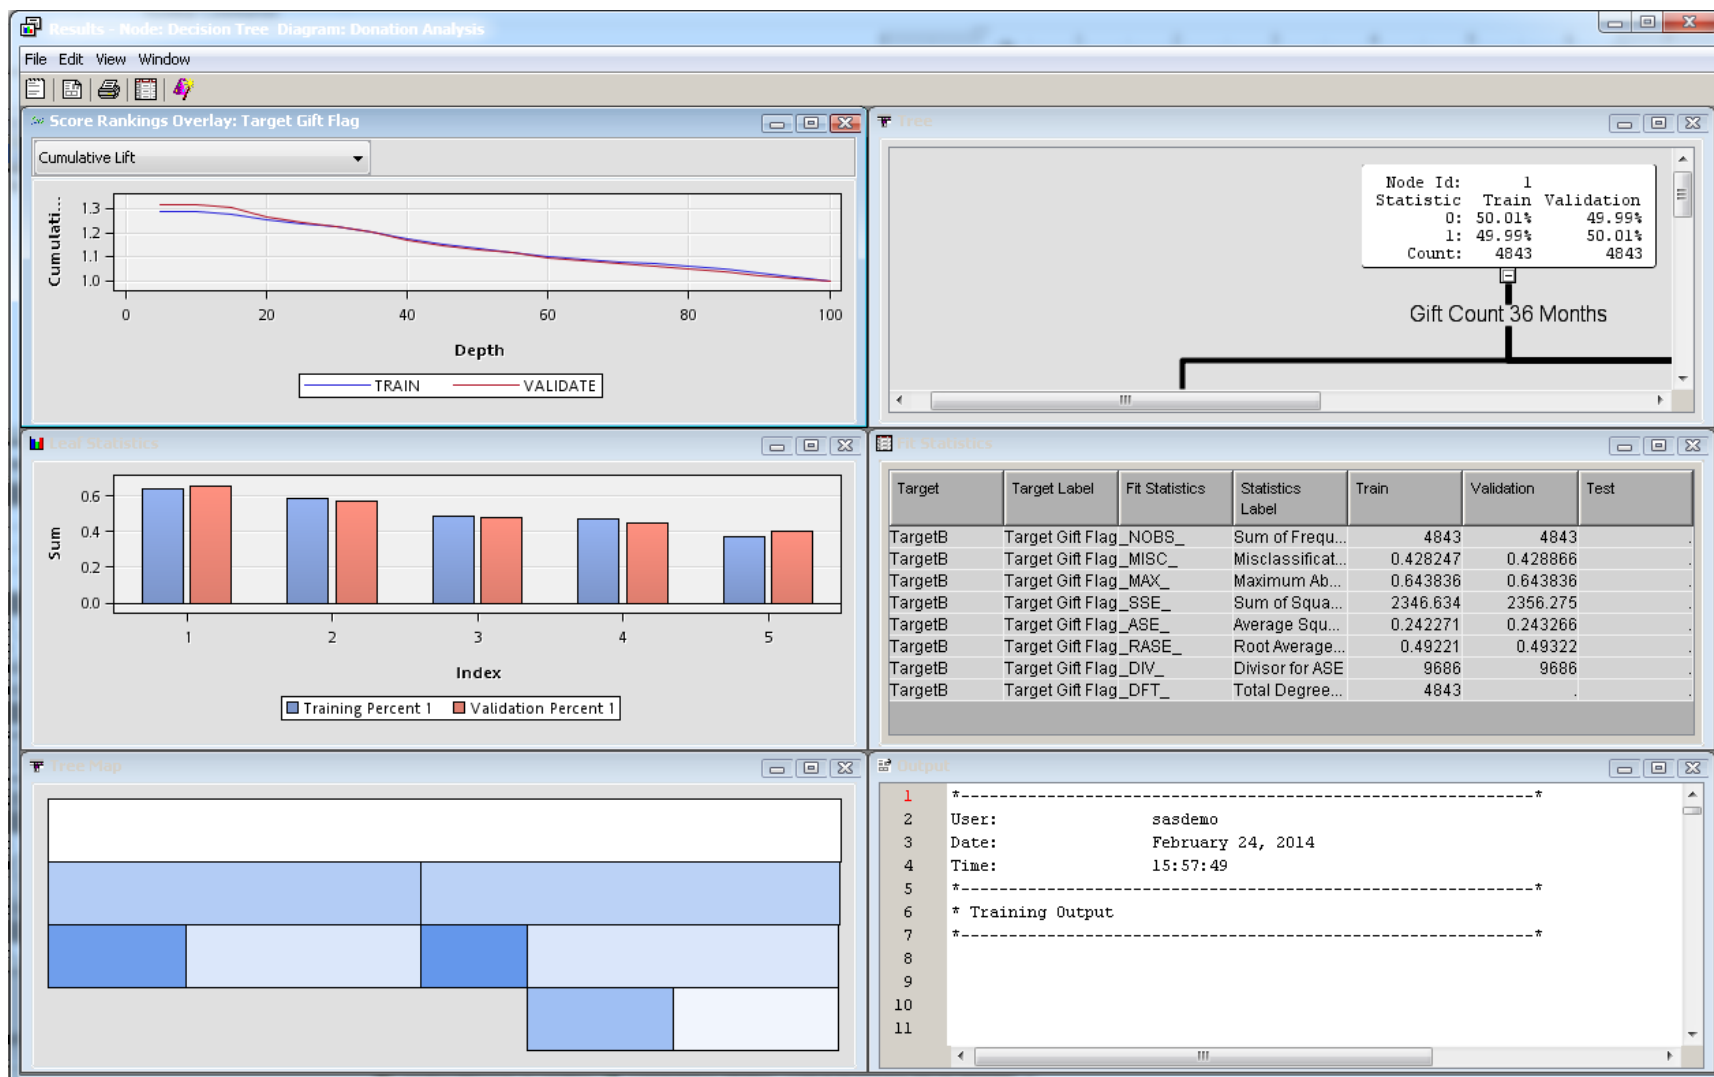 Results - Node: Decision Tree Diagram: Donation Analysis
File Edit View Window
Score Rankings Overlay: Target Gift Flag
Cumulative Lift
Cumulati...
1.3
1.2
1.1
1.0
0 20 40 60 80 100
Depth
TRAIN VALIDATE
Tree
Node Id: 1
Statistic Train Validation
0: 50.01% 49.99%
1: 49.99% 50.01%
Count: 4843 4843
Gift Count 36 Months
Leaf Statistics
Sum
0.6
0.4
0.2
0.0
1 2 3 4 5
Index
Training Percent 1 Validation Percent 1
Fit Statistics
Target Target Label Fit Statistics Statistics Label Train Validation Test
TargetB Target Gift Flag _NOBS_ Sum of Frequ... 4843 4843 .
TargetB Target Gift Flag _MISC_ Misclassificat... 0.428247 0.428866 .
TargetB Target Gift Flag _MAX_ Maximum Ab... 0.643836 0.643836 .
TargetB Target Gift Flag _SSE_ Sum of Squa... 2346.634 2356.275 .
TargetB Target Gift Flag _ASE_ Average Squ... 0.242271 0.243266 .
TargetB Target Gift Flag _RASE_ Root Average... 0.49221 0.49322 .
TargetB Target Gift Flag _DIV_ Divisor for ASE 9686 9686 .
TargetB Target Gift Flag _DFT_ Total Degree... 4843 . .
Tree Map
Output
1 *------------------------------------------------------------*
2 User: sasdemo
3 Date: February 24, 2014
4 Time: 15:57:49
5 *------------------------------------------------------------*
6 * Training Output
7 *------------------------------------------------------------*
8
9
10
11